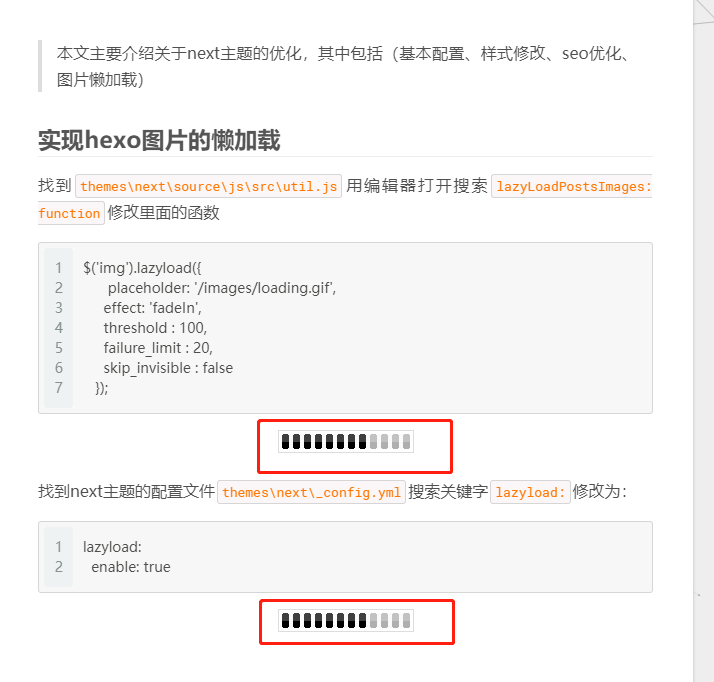 本文主要介绍关于next主题的优化，其中包括（基本配置、样式修改、seo优化、
图片懒加载）
实现hexo图片的懒加载
找到 themes\next\source\js\src\util.js 用编辑器打开搜索 lazyLoadPostsImages:
function 修改里面的函数
1 $('img').lazyload({
2 placeholder: '/images/loading.gif',
3 effect: 'fadeIn',
4 threshold : 100,
5 failure_limit : 20,
6 skip_invisible : false
7 });
找到next主题的配置文件 themes\next\_config.yml 搜索关键字 lazyload: 修改为：
1 lazyload:
2 enable: true